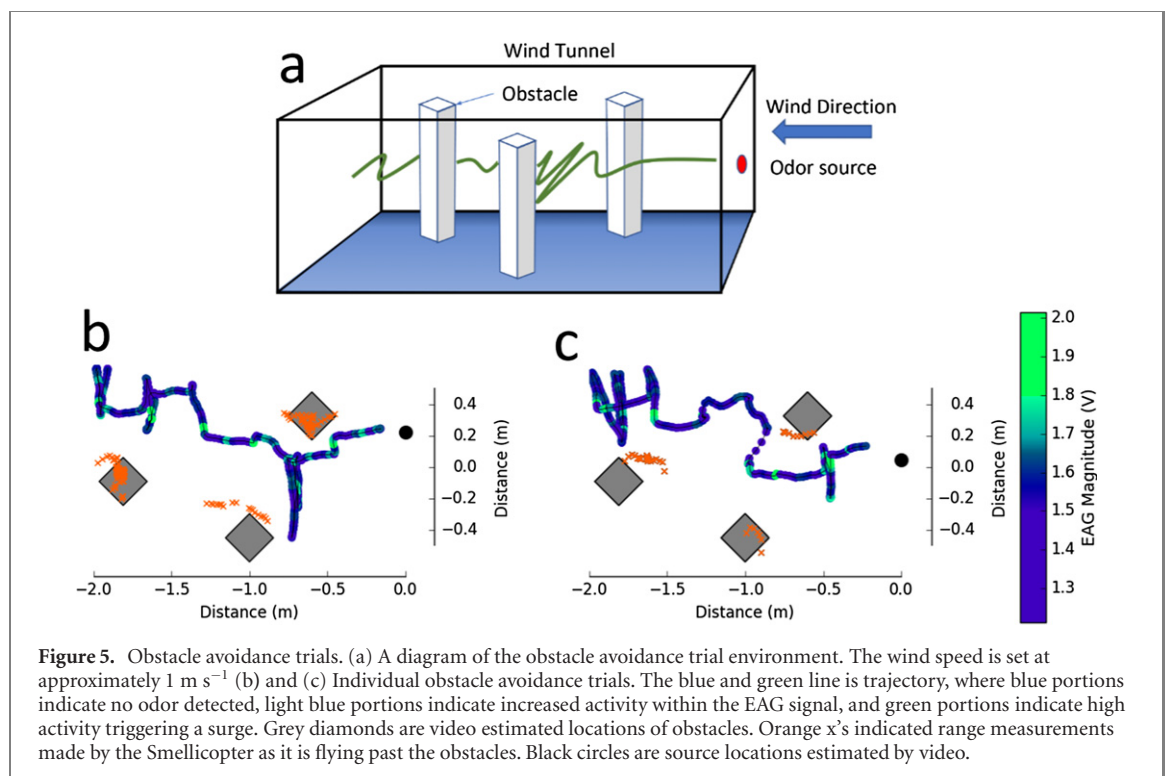 a
Wind Tunnel
Obstacle
Wind Direction
Odor source
b
0.4
0.2
0.0
−0.2
−0.4
Distance (m)
−2.0 −1.5 −1.0 −0.5 0.0
Distance (m)
c
0.4
0.2
0.0
−0.2
−0.4
Distance (m)
−2.0 −1.5 −1.0 −0.5 0.0
Distance (m)
2.0
1.9
1.8
1.7
1.6
1.5
1.4
1.3
EAG Magnitude (V)
Figure 5. Obstacle avoidance trials. (a) A diagram of the obstacle avoidance trial environment. The wind speed is set at
approximately 1 m s⁻¹ (b) and (c) Individual obstacle avoidance trials. The blue and green line is trajectory, where blue portions
indicate no odor detected, light blue portions indicate increased activity within the EAG signal, and green portions indicate high
activity triggering a surge. Grey diamonds are video estimated locations of obstacles. Orange x's indicated range measurements
made by the Smellicopter as it is flying past the obstacles. Black circles are source locations estimated by video.